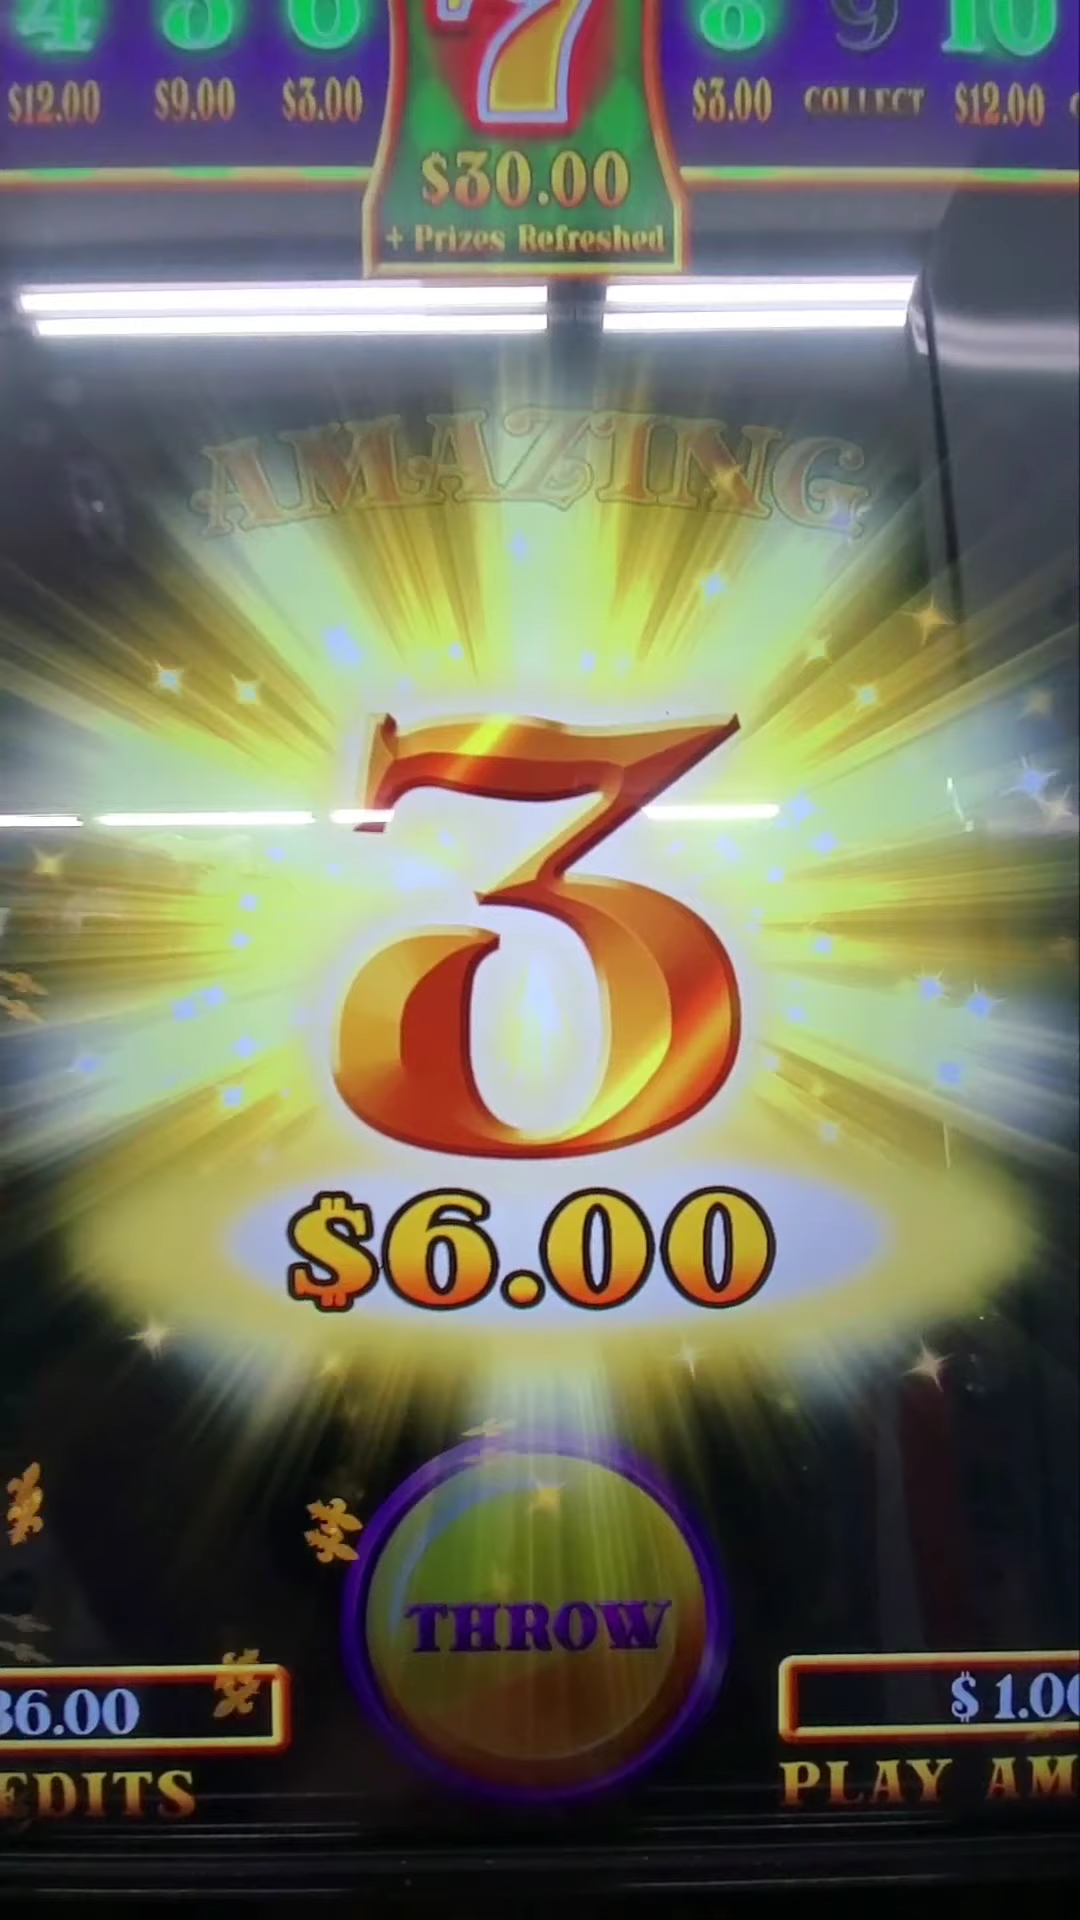 4 5 6 7 8 9 10
$12.00 $9.00 $3.00 $30.00 $3.00 COLLECT $12.00
+ Prizes Refreshed
AMAZING
3
$6.00
THROW
36.00 $1.00
EDITS PLAY AM